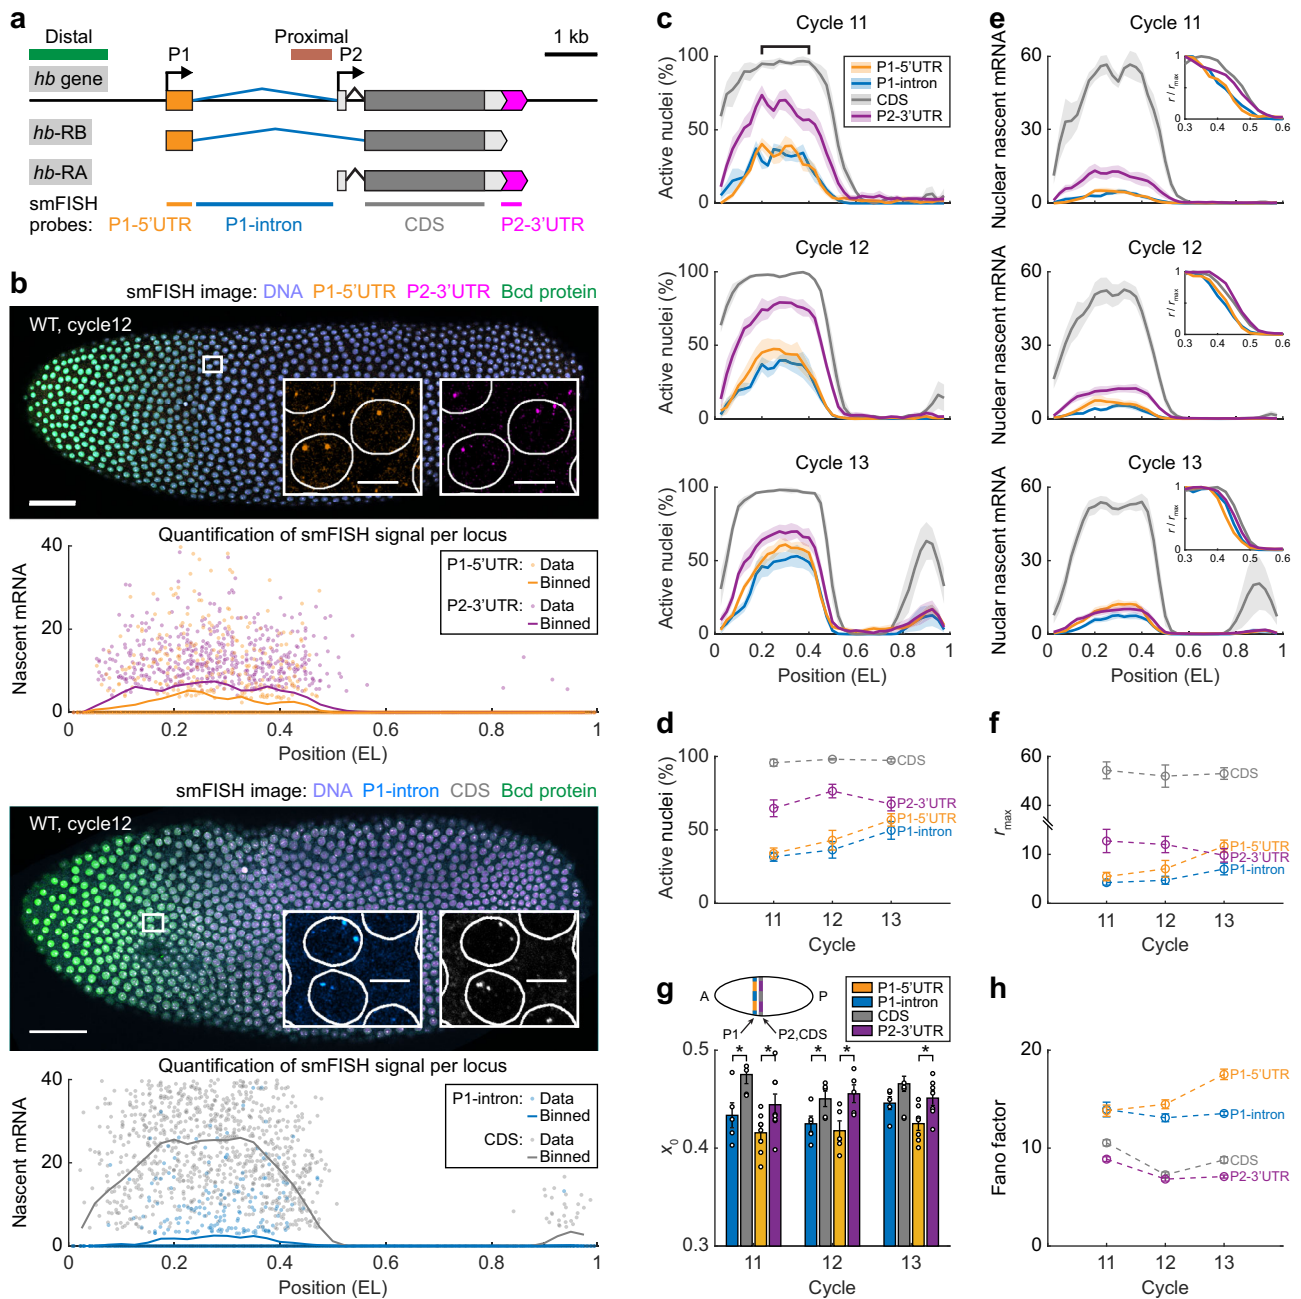 a
Distal
P1
Proximal
P2
1 kb
hb gene
hb-RB
hb-RA
smFISH
probes:
P1-5'UTR
P1-intron
CDS
P2-3'UTR
b
smFISH image: DNA P1-5'UTR P2-3'UTR Bcd protein
WT, cycle12
Quantification of smFISH signal per locus
Nascent mRNA
40
20
0
P1-5'UTR: Data
Binned
P2-3'UTR: Data
Binned
0 0.2 0.4 0.6 0.8 1
Position (EL)
smFISH image: DNA P1-intron CDS Bcd protein
WT, cycle12
Quantification of smFISH signal per locus
Nascent mRNA
40
20
0
P1-intron: Data
Binned
CDS: Data
Binned
0 0.2 0.4 0.6 0.8 1
Position (EL)
c
Cycle 11
Active nuclei (%)
100
50
0
P1-5'UTR
P1-intron
CDS
P2-3'UTR
Cycle 12
Active nuclei (%)
100
50
0
Cycle 13
Active nuclei (%)
100
50
0
0 0.2 0.4 0.6 0.8 1
Position (EL)
d
Active nuclei (%)
100
50
0
CDS
P2-3'UTR
P1-5'UTR
P1-intron
11 12 13
Cycle
e
Cycle 11
Nuclear nascent mRNA
60
30
0
r / rmax
1
0
0.3 0.4 0.5 0.6
Cycle 12
Nuclear nascent mRNA
60
30
0
r / rmax
1
0
0.3 0.4 0.5 0.6
Cycle 13
Nuclear nascent mRNA
60
30
0
r / rmax
1
0
0.3 0.4 0.5 0.6
0 0.2 0.4 0.6 0.8 1
Position (EL)
f
rmax
60
40
10
0
CDS
P1-5'UTR
P2-3'UTR
P1-intron
11 12 13
Cycle
g
A
P
P1
P2,CDS
P1-5'UTR
P1-intron
CDS
P2-3'UTR
x0
0.5
0.4
0.3
* * * * *
11 12 13
Cycle
h
Fano factor
20
10
0
P1-5'UTR
P1-intron
CDS
P2-3'UTR
11 12 13
Cycle